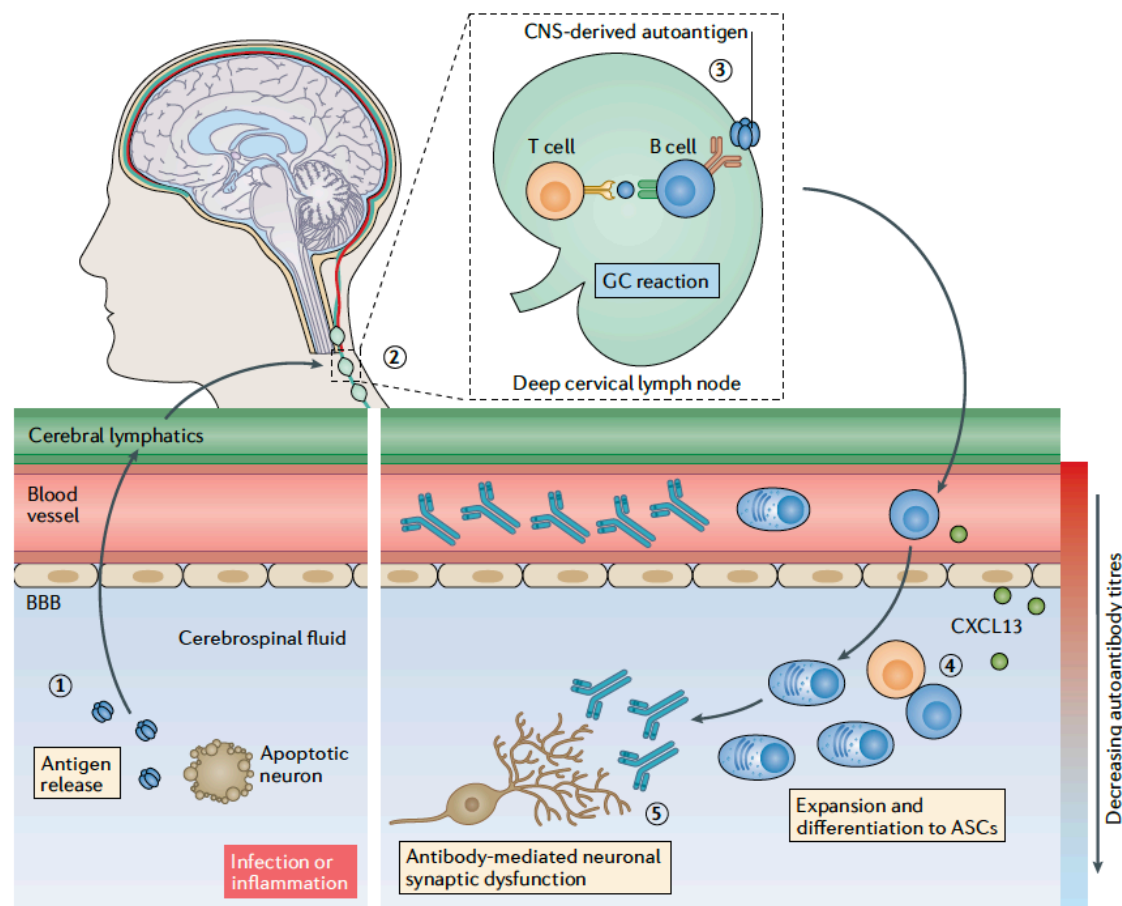 CNS-derived autoantigen
③
T cell
B cell
GC reaction
②
Deep cervical lymph node
Cerebral lymphatics
Blood
vessel
BBB
Cerebrospinal fluid
①
Antigen
release
Apoptotic
neuron
Infection or
inflammation
CXCL13
④
⑤
Expansion and
differentiation to ASCs
Antibody-mediated neuronal
synaptic dysfunction
Decreasing autoantibody titres